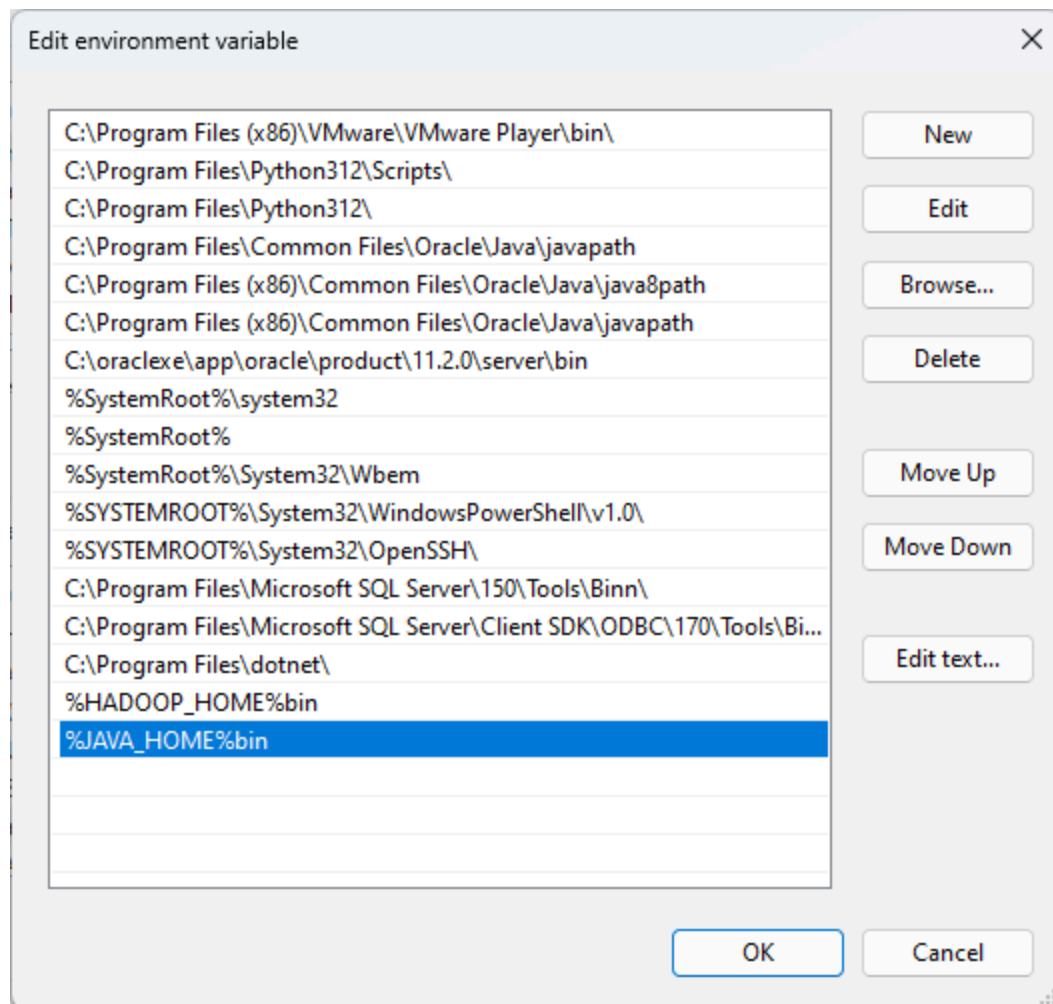 Edit environment variable
C:\Program Files (x86)\VMware\VMware Player\bin\
New
C:\Program Files\Python312\Scripts\
C:\Program Files\Python312\
Edit
C:\Program Files\Common Files\Oracle\Java\javapath
C:\Program Files (x86)\Common Files\Oracle\Java\java8path
Browse...
C:\Program Files (x86)\Common Files\Oracle\Java\javapath
C:\oraclexe\app\oracle\product\11.2.0\server\bin
Delete
%SystemRoot%\system32
%SystemRoot%
%SystemRoot%\System32\Wbem
Move Up
%SYSTEMROOT%\System32\WindowsPowerShell\v1.0\
%SYSTEMROOT%\System32\OpenSSH\
Move Down
C:\Program Files\Microsoft SQL Server\150\Tools\Binn\
C:\Program Files\Microsoft SQL Server\Client SDK\ODBC\170\Tools\Bi...
C:\Program Files\dotnet\
Edit text...
%HADOOP_HOME%bin
%JAVA_HOME%bin
OK
Cancel